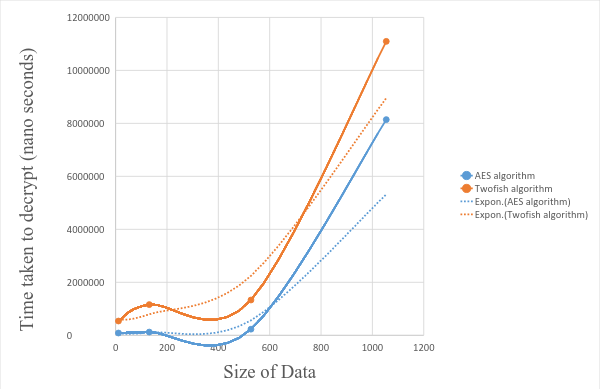 12000000
10000000
8000000
6000000
4000000
2000000
0
0 200 400 600 800 1000 1200
Time taken to decrypt (nano seconds)
Size of Data
AES algorithm
Twofish algorithm
Expon.(AES algorithm)
Expon.(Twofish algorithm)